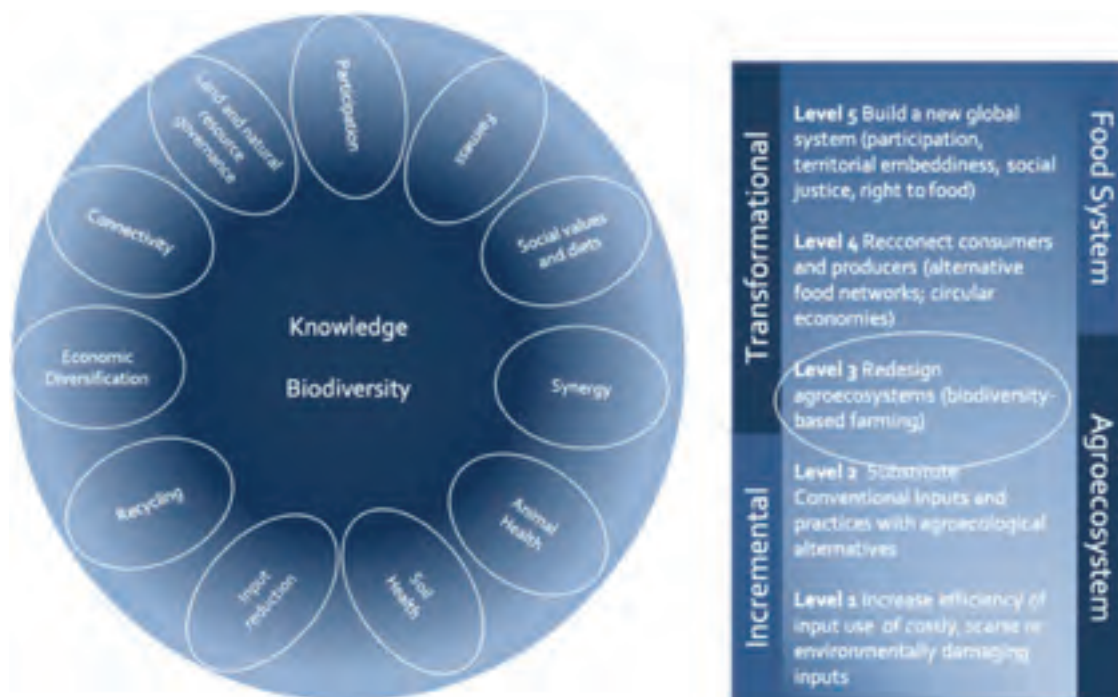 Participation
Fairness
Social values
and diets
Synergy
Animal
Health
Soil
Health
Input
reduction
Recycling
Economic
Diversification
Connectivity
Land and natural
resource
governance
Knowledge
Biodiversity
Transformational
Incremental
Level 5 Build a new global
system (participation,
territorial embeddiness, social
justice, right to food)
Level 4 Recconect consumers
and producers (alternative
food networks; circular
economies)
Level 3 Redesign
agroecosystems (biodiversity-
based farming)
Level 2 Substitute
Conventional Inputs and
practices with agroecological
alternatives
Level 1 Increase efficiency of
input use of costly, scarse or
environmentally damaging
inputs
Food System
Agroecosystem